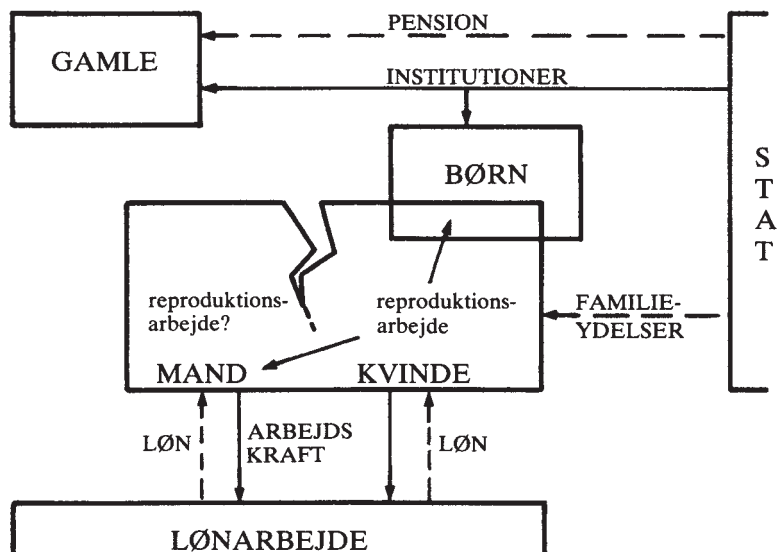 PENSION
GAMLE
INSTITUTIONER
BØRN
S
T
A
T
reproduktions-
arbejde?
reproduktions-
arbejde
FAMILIE-
YDELSER
MAND
KVINDE
LØN
ARBEJDS
KRAFT
LØN
LØNARBEJDE